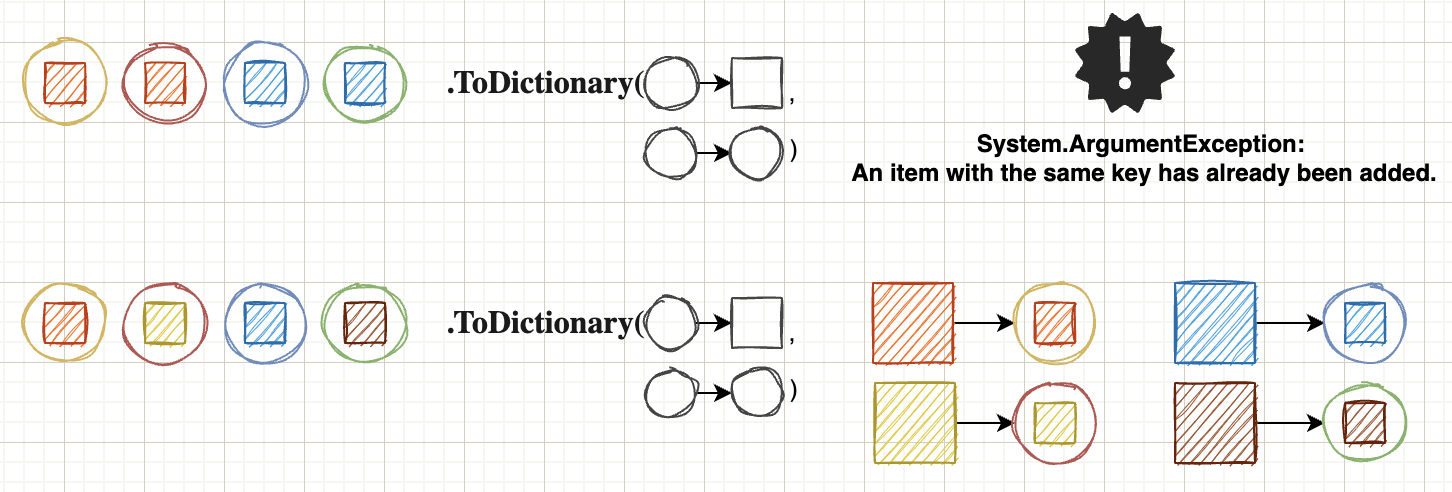 .ToDictionary(
,
)
!
System.ArgumentException:
An item with the same key has already been added.
.ToDictionary(
,
)